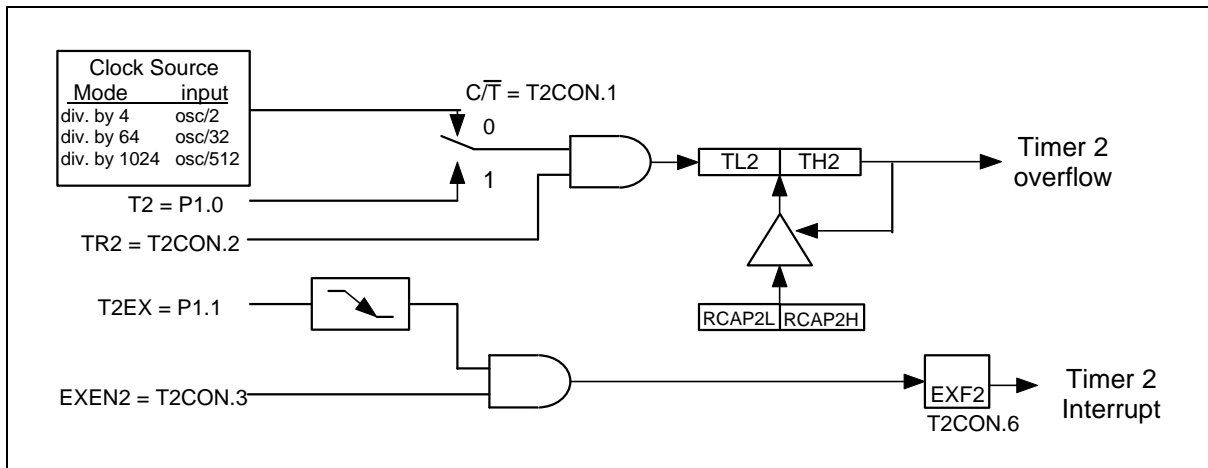 Clock Source
Mode input
div. by 4 osc/2
div. by 64 osc/32
div. by 1024 osc/512
C/T̅ = T2CON.1
0
1
T2 = P1.0
TR2 = T2CON.2
TL2 TH2
Timer 2
overflow
T2EX = P1.1
RCAP2L RCAP2H
EXEN2 = T2CON.3
EXF2
T2CON.6
Timer 2
Interrupt